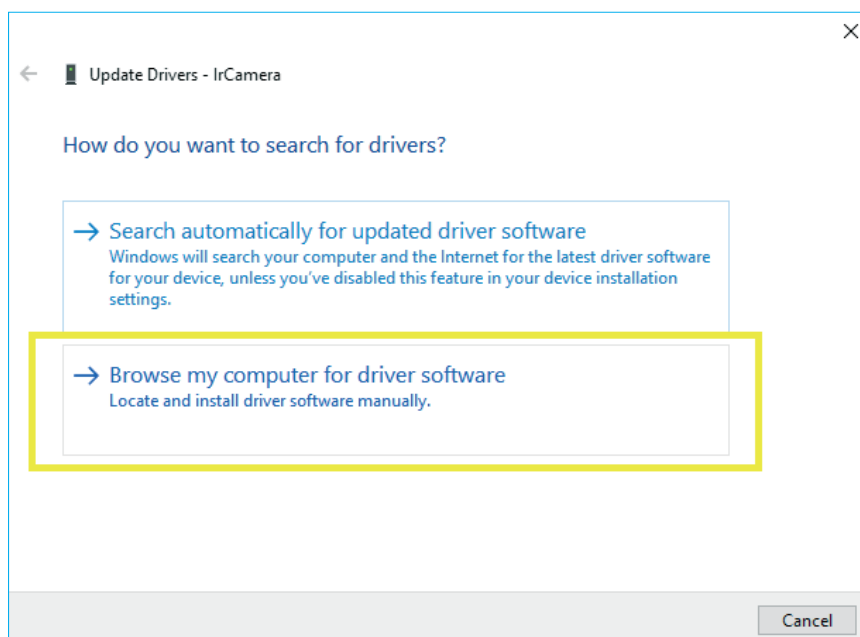 Update Drivers - IrCamera
How do you want to search for drivers?
Search automatically for updated driver software
Windows will search your computer and the Internet for the latest driver software
for your device, unless you've disabled this feature in your device installation
settings.
Browse my computer for driver software
Locate and install driver software manually.
Cancel